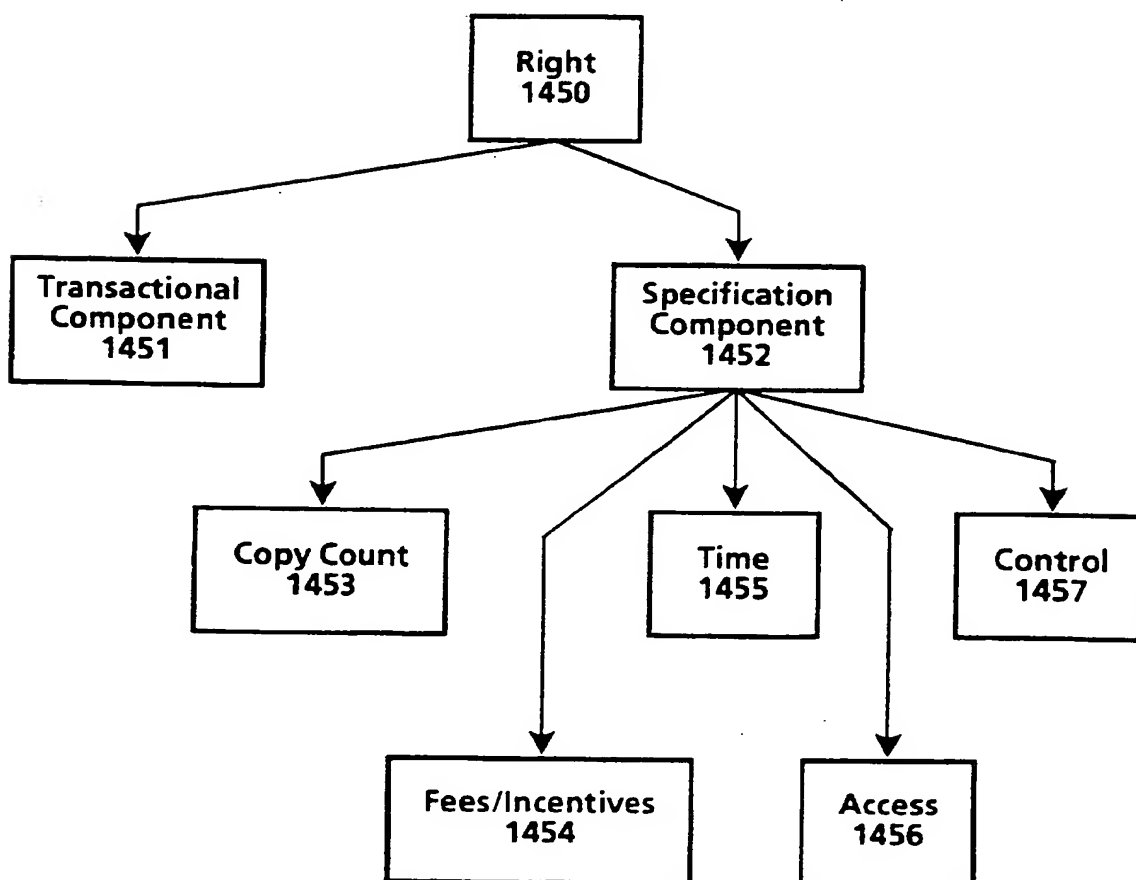 Right
1450
Transactional
Component
1451
Specification
Component
1452
Copy Count
1453
Time
1455
Control
1457
Fees/Incentives
1454
Access
1456